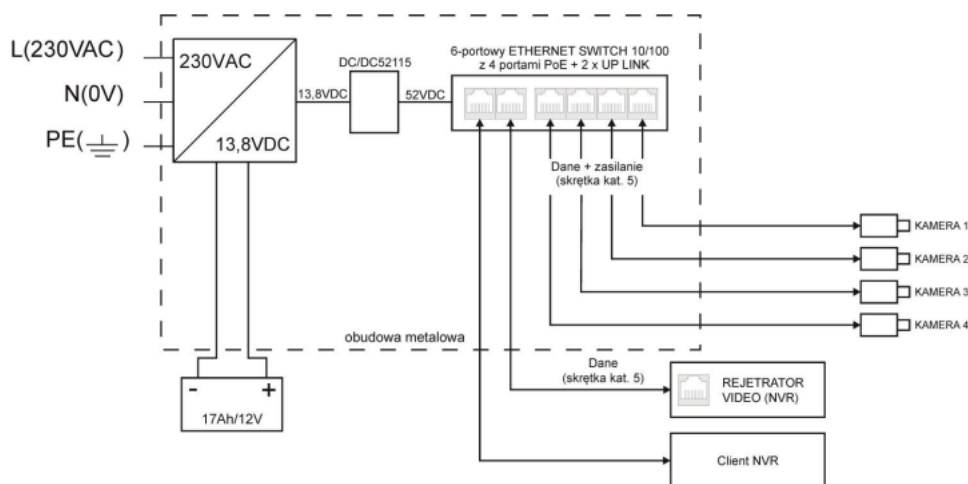 L(230VAC)
N(0V)
PE(⏚)
230VAC
13,8VDC
13,8VDC
DC/DC52115
52VDC
6-portowy ETHERNET SWITCH 10/100
z 4 portami PoE + 2 x UP LINK
Dane + zasilanie
(skrętka kat. 5)
KAMERA 1
KAMERA 2
KAMERA 3
KAMERA 4
obudowa metalowa
- +
17Ah/12V
Dane
(skrętka kat. 5)
REJETRATOR
VIDEO (NVR)
Client NVR